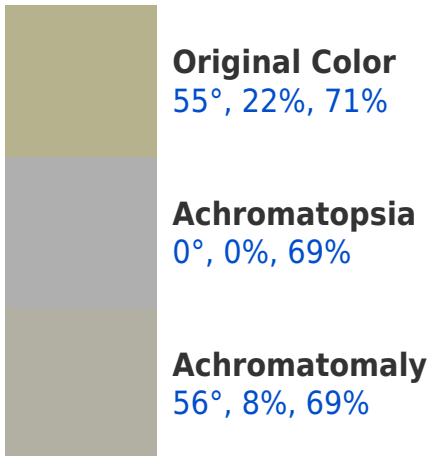 Original Color
55°, 22%, 71%
Achromatopsia
0°, 0%, 69%
Achromatomaly
56°, 8%, 69%